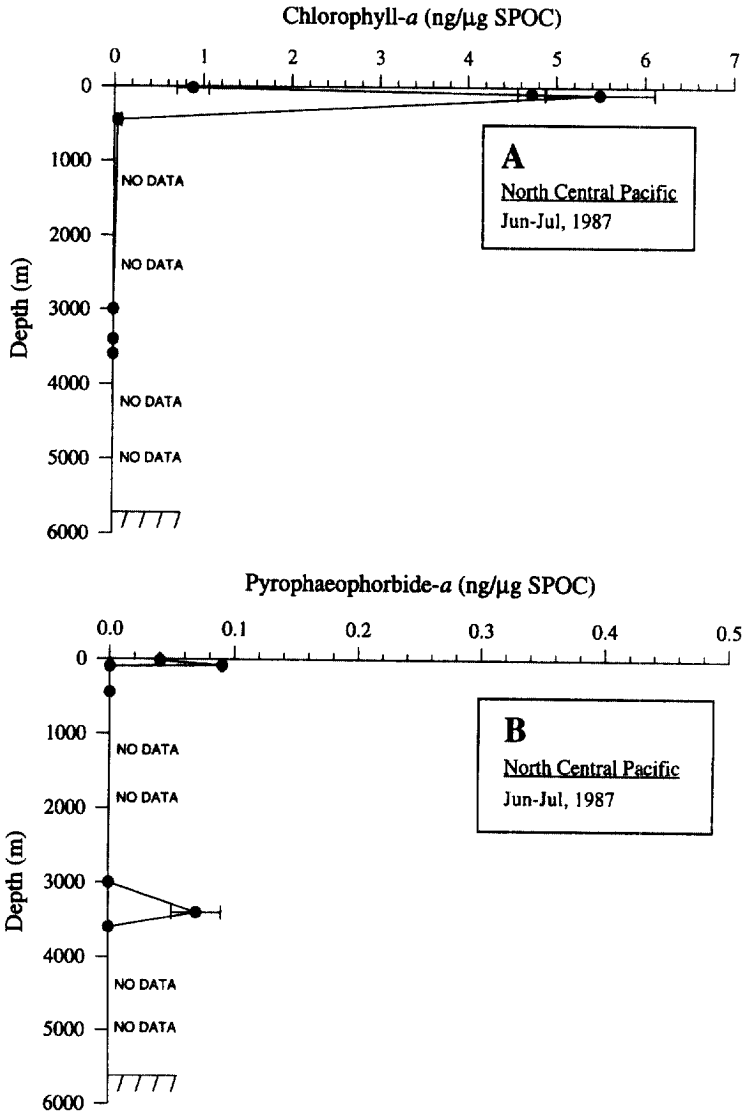 Chlorophyll-a (ng/μg SPOC)
0 1 2 3 4 5 6 7
0
1000
2000
3000
4000
5000
6000
Depth (m)
NO DATA
NO DATA
NO DATA
NO DATA
A
North Central Pacific
Jun-Jul, 1987
Pyrophaeophorbide-a (ng/μg SPOC)
0.0 0.1 0.2 0.3 0.4 0.5
0
1000
2000
3000
4000
5000
6000
Depth (m)
NO DATA
NO DATA
NO DATA
NO DATA
B
North Central Pacific
Jun-Jul, 1987